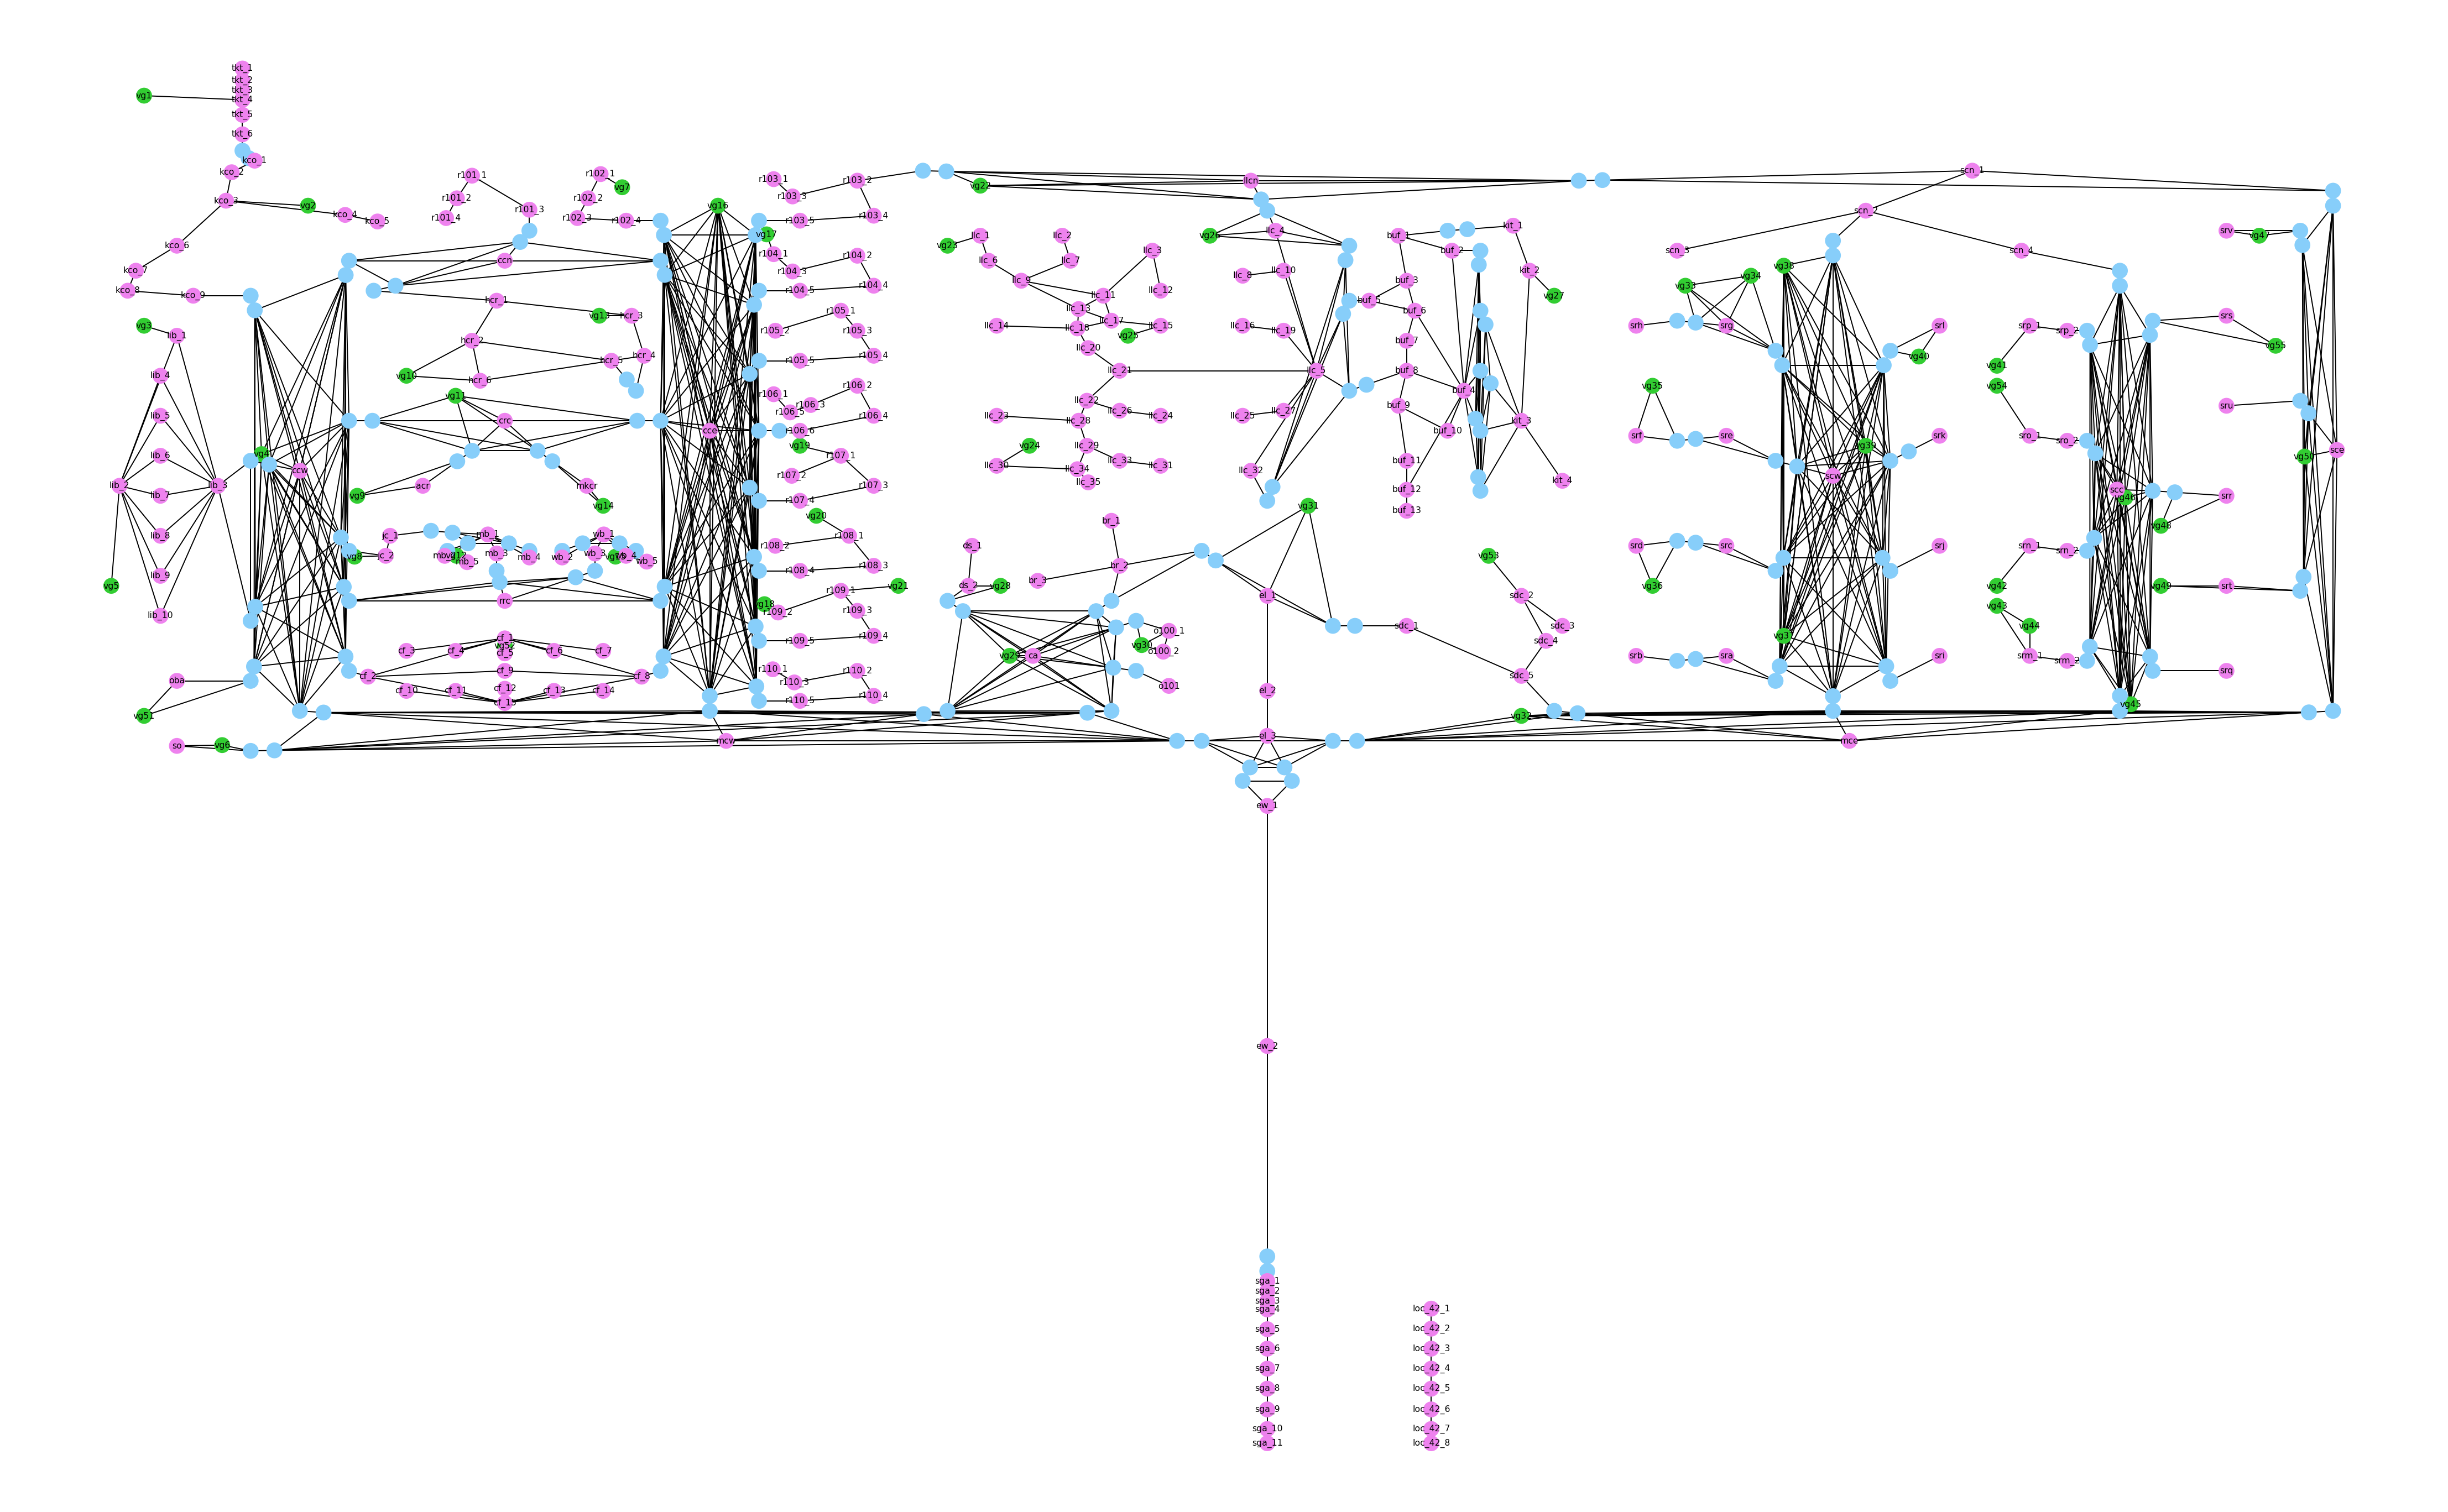 tkt_1
tkt_2
tkt_3
tkt_4
vg1
tkt_5
tkt_6
kco_1
kco_2
kco_3
vg2
kco_4
kco_5
kco_6
kco_7
kco_8
kco_9
r101_1
r101_2
r101_3
r101_4
r102_1
vg7
r102_2
r102_3
r102_4
vg16
vg17
r103_1
r103_2
r103_3
r103_4
r103_5
r104_1
r104_2
r104_3
r104_4
r104_5
r105_1
r105_2
r105_3
r105_4
r105_5
r106_1
r106_2
r106_3
r106_5
r106_4
r106_6
vg19
r107_1
r107_2
r107_3
r107_4
vg20
r108_1
r108_2
r108_3
r108_4
r109_1
vg21
vg18
r109_2
r109_3
r109_4
r109_5
r110_1
r110_2
r110_3
r110_4
r110_5
cce
ccn
hcr_1
vg13
hcr_3
hcr_2
hcr_4
hcr_5
vg10
hcr_6
vg11
crc
acr
vg9
mkcr
vg14
vg3
lib_1
lib_4
lib_5
lib_6
lib_2
lib_3
lib_7
lib_8
lib_9
vg5
lib_10
vg4
ccw
jc_1
vg8
jc_2
mb_1
mb_3
mb_4
mb_5
vg12
wb_1
wb_2
wb_3
wb_4
wb_5
rrc
cf_1
vg52
cf_3
cf_4
cf_5
cf_6
cf_7
cf_2
cf_9
cf_8
cf_10
cf_11
cf_12
cf_13
cf_14
cf_15
oba
vg51
so
vg6
mcw
vg22
llcn
vg23
llc_1
llc_2
llc_3
vg26
llc_4
llc_6
llc_7
llc_8
llc_10
llc_9
llc_11
llc_12
llc_13
llc_14
llc_18
llc_17
llc_15
vg25
llc_16
llc_19
llc_20
llc_21
llc_5
llc_22
llc_23
llc_28
llc_26
llc_24
llc_25
llc_27
vg24
llc_29
llc_30
llc_34
llc_33
llc_31
llc_32
llc_35
buf_1
buf_2
buf_3
buf_5
buf_6
buf_7
buf_8
buf_4
buf_9
buf_10
buf_11
buf_12
buf_13
kit_1
kit_2
vg27
kit_3
kit_4
vg31
br_1
br_2
br_3
ds_1
ds_2
vg28
vg29
ca
o100_1
vg30
o100_2
o101
el_1
el_2
el_3
sdc_1
vg53
sdc_2
sdc_3
sdc_4
sdc_5
vg32
mce
ew_1
ew_2
scn_1
scn_2
scn_3
scn_4
vg33
vg34
vg38
srh
srg
vg35
srf
sre
srd
src
vg36
vg37
srb
sra
vg39
scw
srl
vg40
srk
srj
sri
srp_1
srp_2
vg41
vg54
sro_1
sro_2
srn_1
srn_2
vg42
vg43
vg44
srm_1
srm_2
scc
vg46
vg45
vg48
vg49
srv
vg47
srs
vg55
sru
srr
srt
srq
vg50
sce
sga_1
sga_2
sga_3
sga_4
sga_5
sga_6
sga_7
sga_8
sga_9
sga_10
sga_11
loc_42_1
loc_42_2
loc_42_3
loc_42_4
loc_42_5
loc_42_6
loc_42_7
loc_42_8